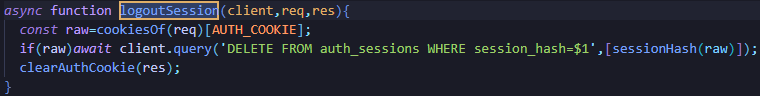 async function logoutSession(client,req,res){
  const raw=cookiesOf(req)[AUTH_COOKIE];
  if(raw)await client.query('DELETE FROM auth_sessions WHERE session_hash=$1',[sessionHash(raw)]);
  clearAuthCookie(res);
}